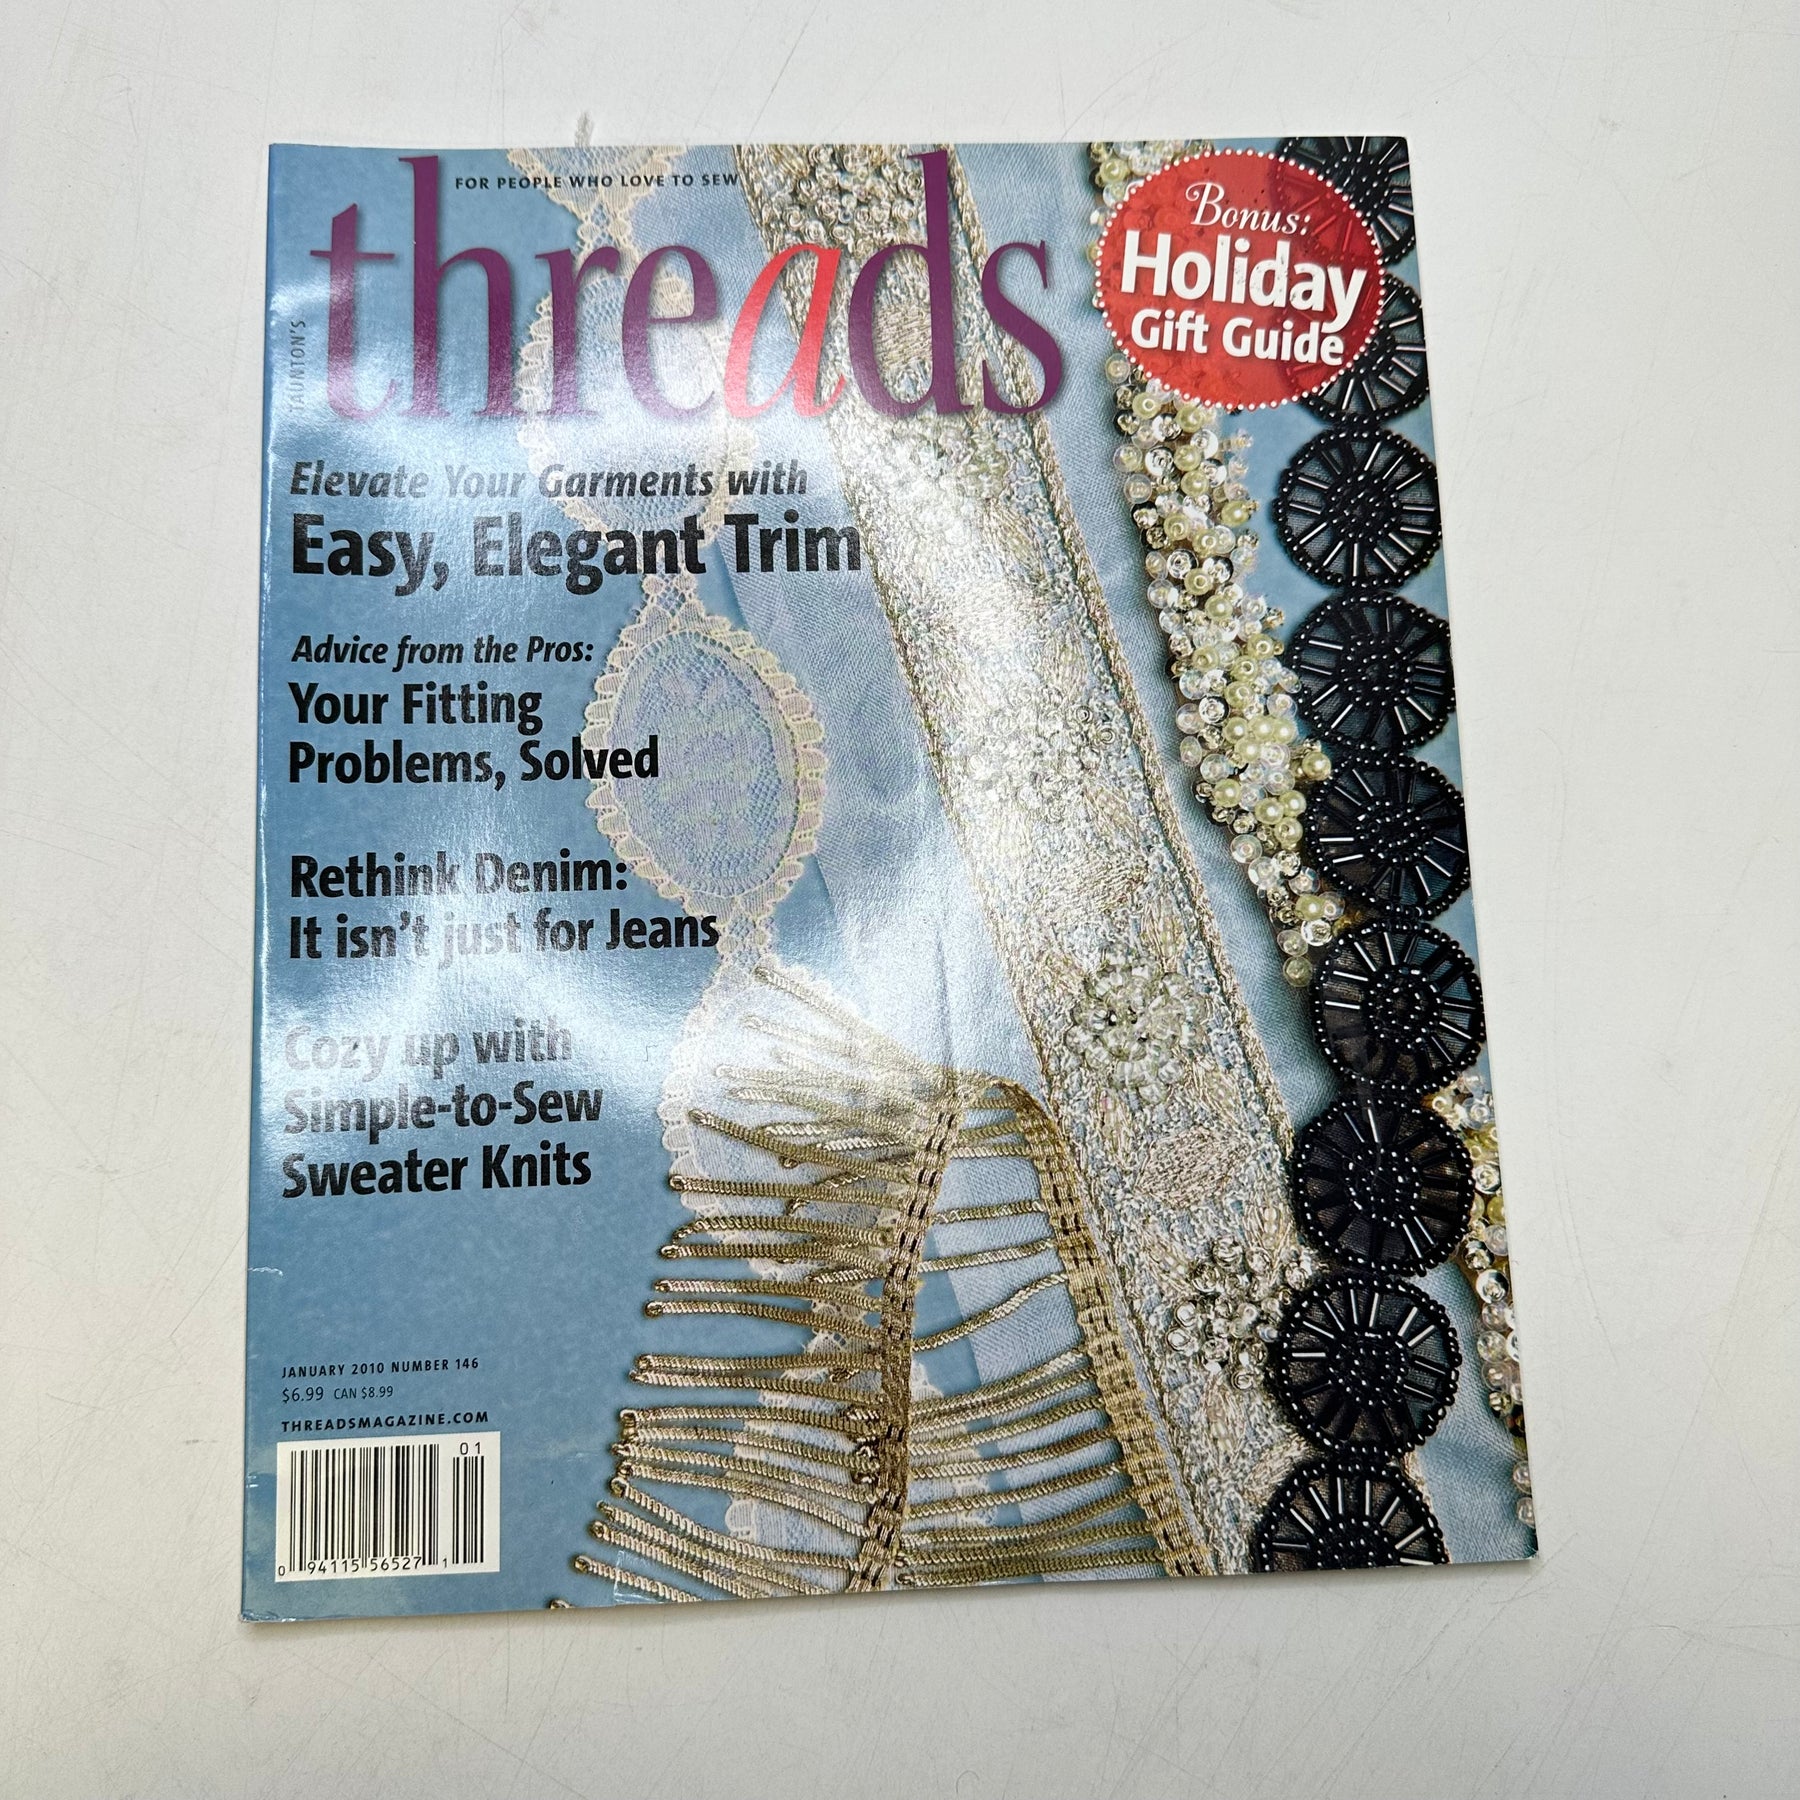 FOR PEOPLE WHO LOVE TO SEW
TAUNTON'S
threads
Bonus:
Holiday
Gift Guide
Elevate Your Garments with
Easy, Elegant Trim
Advice from the Pros:
Your Fitting
Problems, Solved
Rethink Denim:
It isn't just for Jeans
Cozy up with
Simple-to-Sew
Sweater Knits
JANUARY 2010 NUMBER 146
$6.99 CAN $8.99
THREADSMAGAZINE.COM
01
0 94115 56527 1